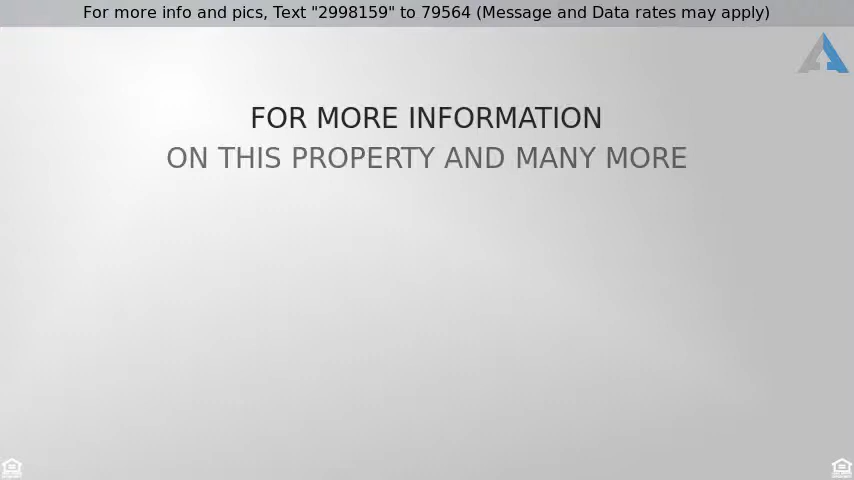 For more info and pics, Text "2998159" to 79564 (Message and Data rates may apply)
FOR MORE INFORMATION
ON THIS PROPERTY AND MANY MORE